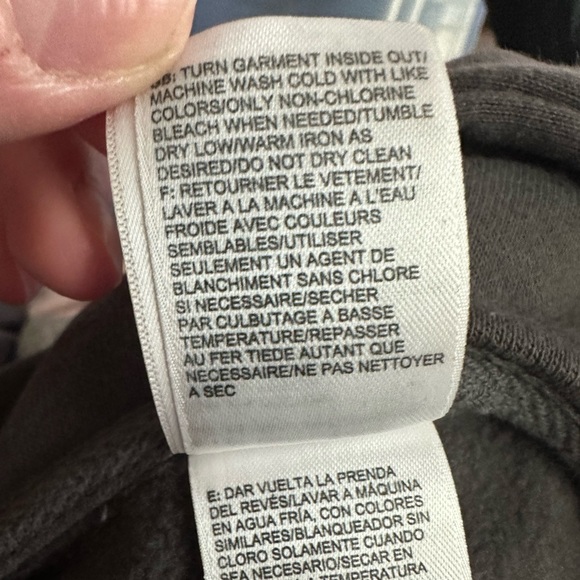 GB: TURN GARMENT INSIDE OUT/
MACHINE WASH COLD WITH LIKE
COLORS/ONLY NON-CHLORINE
BLEACH WHEN NEEDED/TUMBLE
DRY LOW/WARM IRON AS
DESIRED/DO NOT DRY CLEAN
F: RETOURNER LE VETEMENT/
LAVER A LA MACHINE A L'EAU
FROIDE AVEC COULEURS
SEMBLABLES/UTILISER
SEULEMENT UN AGENT DE
BLANCHIMENT SANS CHLORE
SI NECESSAIRE/SECHER
PAR CULBUTAGE A BASSE
TEMPERATURE/REPASSER
AU FER TIEDE AUTANT QUE
NECESSAIRE/NE PAS NETTOYER
A SEC
E: DAR VUELTA LA PRENDA
DEL REVÉS/LAVAR A MÁQUINA
EN AGUA FRÍA, CON COLORES
SIMILARES/BLANQUEADOR SIN
CLORO SOLAMENTE CUANDO
SEA NECESARIO/SECAR EN
TEMPERATURA